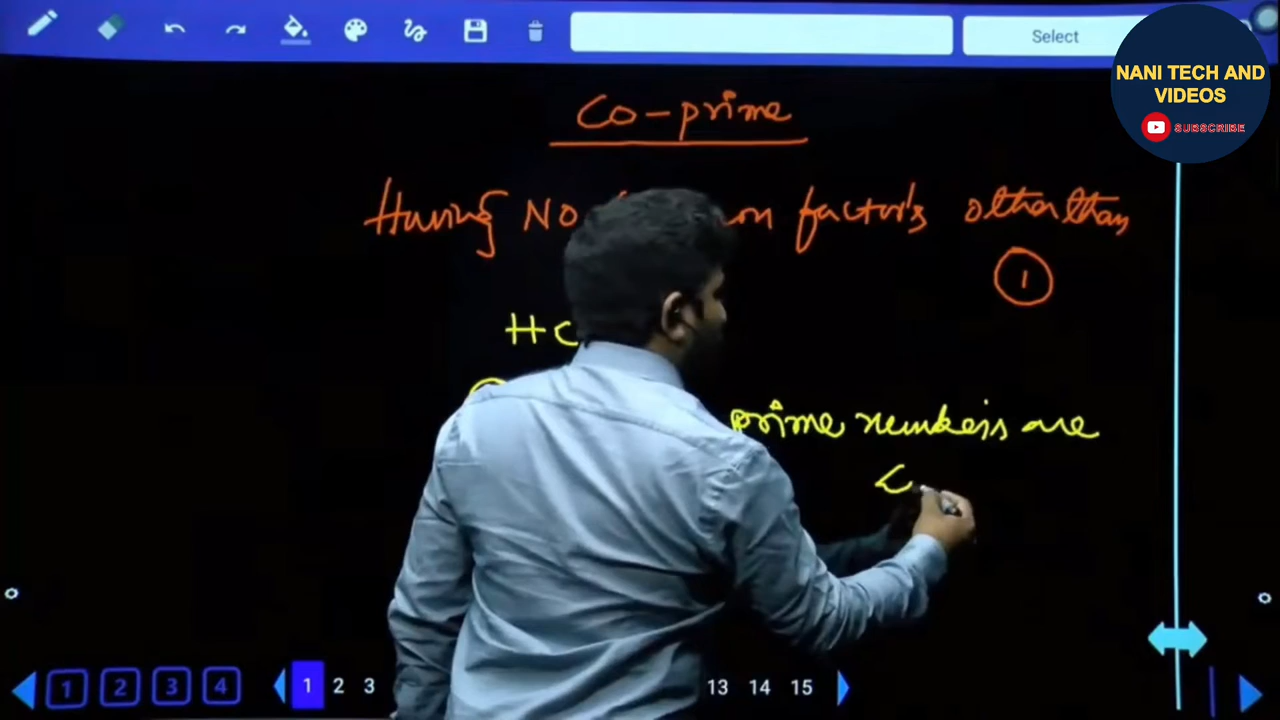 Select
NANI TECH AND
VIDEOS
SUBSCRIBE
Co-prime
Having No factor's other than
1
HC
prime numbers are
1 2 3 4 1 2 3 13 14 15